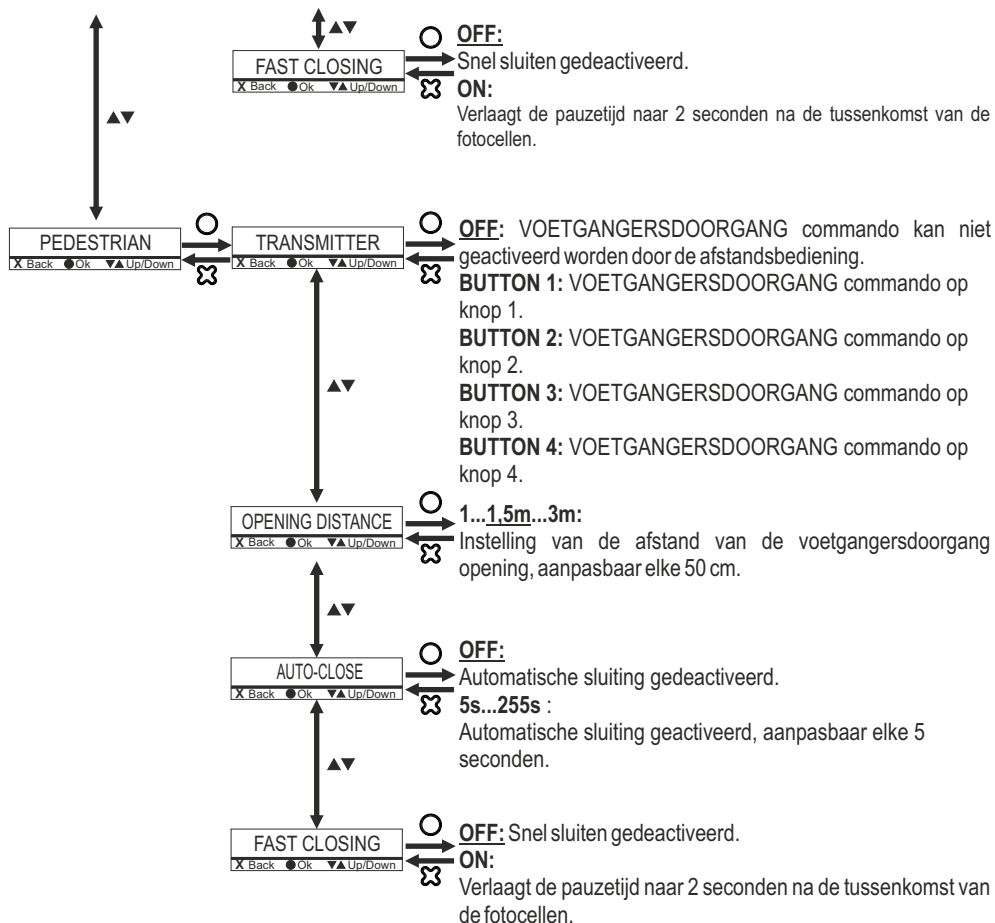 ▲▼
OFF:
FAST CLOSING
X Back ●Ok ▼▲Up/Down
Snel sluiten gedeactiveerd.
ON:
Verlaagt de pauzetijd naar 2 seconden na de tussenkomst van de
fotocellen.
▲▼
PEDESTRIAN
X Back ●Ok ▼▲Up/Down
TRANSMITTER
X Back ●Ok ▼▲Up/Down
OFF: VOETGANGERSDOORGANG commando kan niet
geactiveerd worden door de afstandsbediening.
BUTTON 1: VOETGANGERSDOORGANG commando op
knop 1.
BUTTON 2: VOETGANGERSDOORGANG commando op
knop 2.
BUTTON 3: VOETGANGERSDOORGANG commando op
knop 3.
BUTTON 4: VOETGANGERSDOORGANG commando op
knop 4.
▲▼
OPENING DISTANCE
X Back ●Ok ▼▲Up/Down
1...1,5m...3m:
Instelling van de afstand van de voetgangersdoorgang
opening, aanpasbaar elke 50 cm.
▲▼
AUTO-CLOSE
X Back ●Ok ▼▲Up/Down
OFF:
Automatische sluiting gedeactiveerd.
5s...255s :
Automatische sluiting geactiveerd, aanpasbaar elke 5
seconden.
▲▼
FAST CLOSING
X Back ●Ok ▼▲Up/Down
OFF: Snel sluiten gedeactiveerd.
ON:
Verlaagt de pauzetijd naar 2 seconden na de tussenkomst van
de fotocellen.